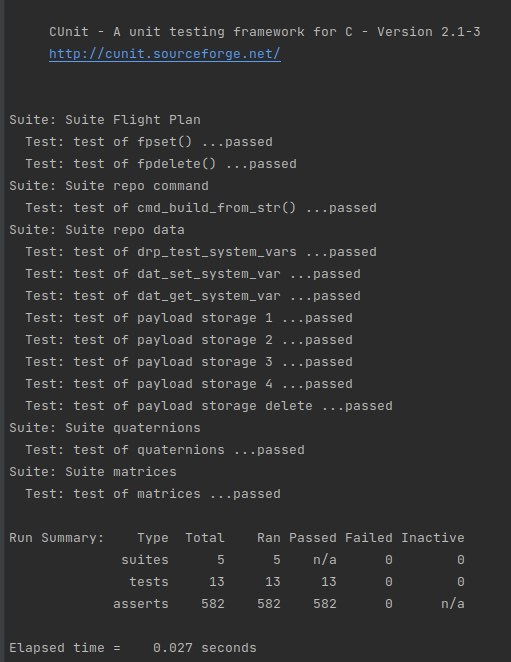 CUnit - A unit testing framework for C - Version 2.1-3
http://cunit.sourceforge.net/
Suite: Suite Flight Plan
Test: test of fpset() ...passed
Test: test of fpdelete() ...passed
Suite: Suite repo command
Test: test of cmd_build_from_str() ...passed
Suite: Suite repo data
Test: test of drp_test_system_vars ...passed
Test: test of dat_set_system_var ...passed
Test: test of dat_get_system_var ...passed
Test: test of payload storage 1 ...passed
Test: test of payload storage 2 ...passed
Test: test of payload storage 3 ...passed
Test: test of payload storage 4 ...passed
Test: test of payload storage delete ...passed
Suite: Suite quaternions
Test: test of quaternions ...passed
Suite: Suite matrices
Test: test of matrices ...passed
Run Summary:    Type  Total    Ran Passed Failed Inactive
suites      5      5    n/a      0        0
tests     13     13     13      0        0
asserts    582    582    582      0      n/a
Elapsed time =    0.027 seconds